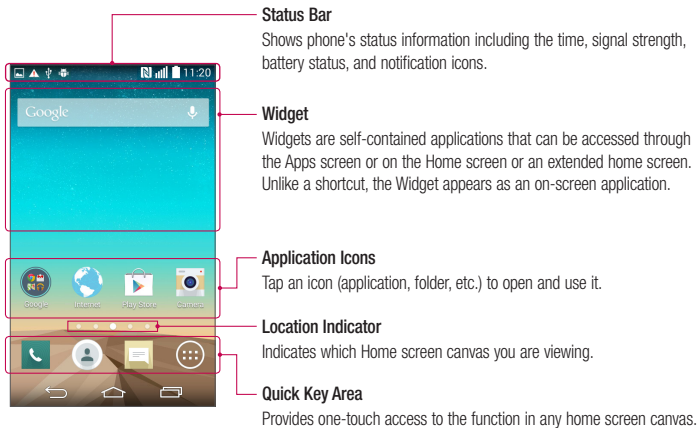 Status Bar
Shows phone's status information including the time, signal strength,
battery status, and notification icons.
11:20
Google
Widget
Widgets are self-contained applications that can be accessed through
the Apps screen or on the Home screen or an extended home screen.
Unlike a shortcut, the Widget appears as an on-screen application.
Application Icons
Tap an icon (application, folder, etc.) to open and use it.
Google Internet Play Store Camera
Location Indicator
Indicates which Home screen canvas you are viewing.
Quick Key Area
Provides one-touch access to the function in any home screen canvas.